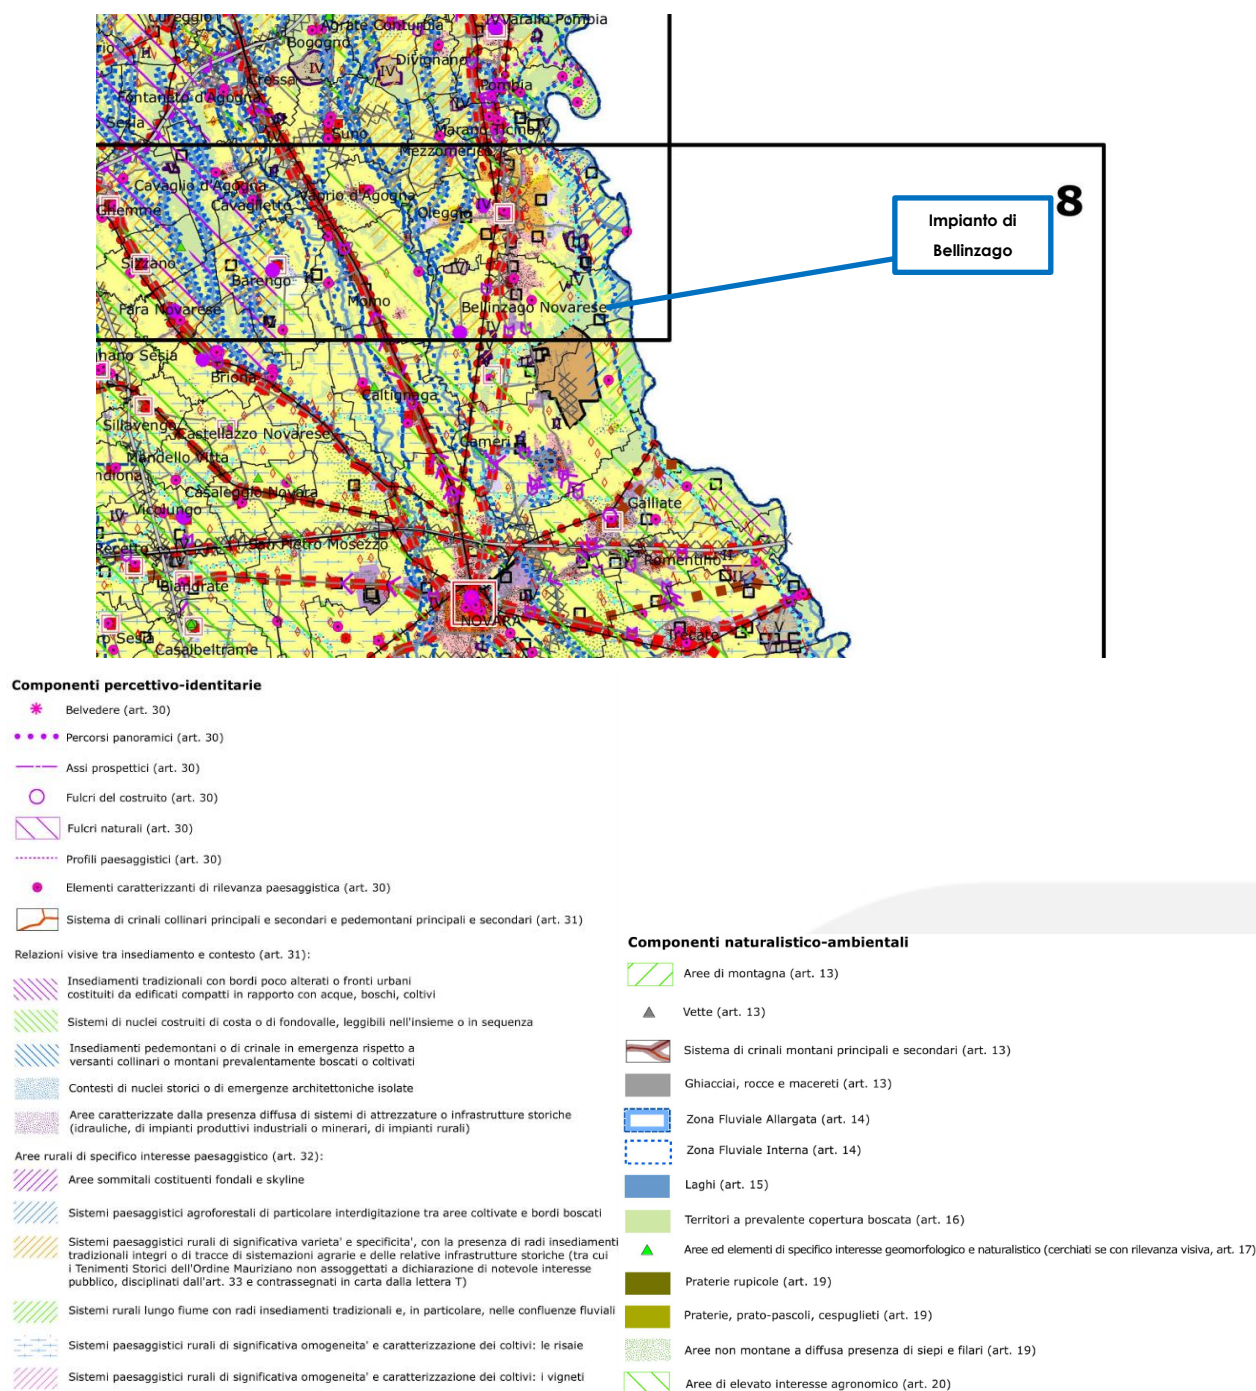 Cureggio
Agrate Conturbia
IV
Varallo Pombia
Bogogno
II
IV
IV
Divignano
Cressa
Pombia
Fontaneto d'Agogna
IV
Suno
Marano Ticino
IV
Mezzomerico
8
Cavaglio d'Agogna
Vaprio d'Agogna
Cavaglietto
Ghemme
Oleggio
IV
Impianto di
Bellinzago
Sizzano
Barengo
Momo
Fara Novarese
Bellinzago Novarese
IV
Briona
Caltignaga
Sillavengo
Castellazzo Novarese
Cameri
II
Mandello Vitta
Casaleggio Novara
Vicolungo
IV
Galliate
Recetto
San Pietro Mosezzo
Romentino
II
Biandrate
II
NOVARA
V
Trecate
Casalbeltrame
Componenti percettivo-identitarie
Belvedere (art. 30)
Percorsi panoramici (art. 30)
Assi prospettici (art. 30)
Fulcri del costruito (art. 30)
Fulcri naturali (art. 30)
Profili paesaggistici (art. 30)
Elementi caratterizzanti di rilevanza paesaggistica (art. 30)
Sistema di crinali collinari principali e secondari e pedemontani principali e secondari (art. 31)
Relazioni visive tra insediamento e contesto (art. 31):
Insediamenti tradizionali con bordi poco alterati o fronti urbani
costituiti da edificati compatti in rapporto con acque, boschi, coltivi
Sistemi di nuclei costruiti di costa o di fondovalle, leggibili nell'insieme o in sequenza
Insediamenti pedemontani o di crinale in emergenza rispetto a
versanti collinari o montani prevalentemente boscati o coltivati
Contesti di nuclei storici o di emergenze architettoniche isolate
Aree caratterizzate dalla presenza diffusa di sistemi di attrezzature o infrastrutture storiche
(idrauliche, di impianti produttivi industriali o minerari, di impianti rurali)
Aree rurali di specifico interesse paesaggistico (art. 32):
Aree sommitali costituenti fondali e skyline
Sistemi paesaggistici agroforestali di particolare interdigitazione tra aree coltivate e bordi boscati
Sistemi paesaggistici rurali di significativa varieta' e specificita', con la presenza di radi insediamenti
tradizionali integri o di tracce di sistemazioni agrarie e delle relative infrastrutture storiche (tra cui
i Tenimenti Storici dell'Ordine Mauriziano non assoggettati a dichiarazione di notevole interesse
pubblico, disciplinati dall'art. 33 e contrassegnati in carta dalla lettera T)
Sistemi rurali lungo fiume con radi insediamenti tradizionali e, in particolare, nelle confluenze fluviali
Sistemi paesaggistici rurali di significativa omogeneita' e caratterizzazione dei coltivi: le risaie
Sistemi paesaggistici rurali di significativa omogeneita' e caratterizzazione dei coltivi: i vigneti
Componenti naturalistico-ambientali
Aree di montagna (art. 13)
Vette (art. 13)
Sistema di crinali montani principali e secondari (art. 13)
Ghiacciai, rocce e macereti (art. 13)
Zona Fluviale Allargata (art. 14)
Zona Fluviale Interna (art. 14)
Laghi (art. 15)
Territori a prevalente copertura boscata (art. 16)
Aree ed elementi di specifico interesse geomorfologico e naturalistico (cerchiati se con rilevanza visiva, art. 17)
Praterie rupicole (art. 19)
Praterie, prato-pascoli, cespuglieti (art. 19)
Aree non montane a diffusa presenza di siepi e filari (art. 19)
Aree di elevato interesse agronomico (art. 20)